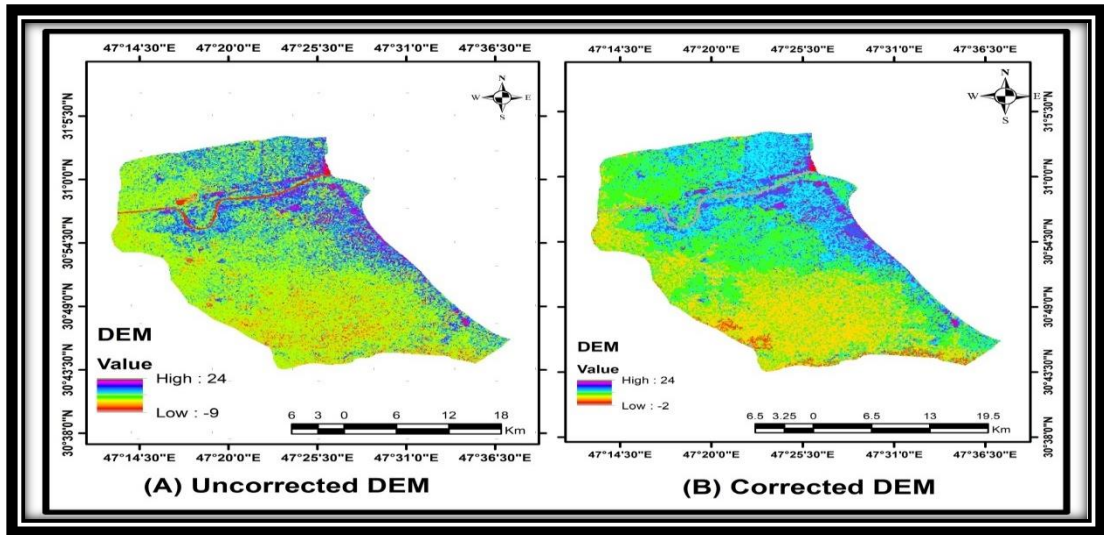 47°14'30"E 47°20'0"E 47°25'30"E 47°31'0"E 47°36'30"E
N
W E
S
31°5'30"N
31°0'0"N
30°54'30"N
30°49'0"N
30°43'30"N
30°38'0"N
DEM
Value
High : 24
Low : -9
6 3 0 6 12 18
Km
47°14'30"E 47°20'0"E 47°25'30"E 47°31'0"E 47°36'30"E
(A) Uncorrected DEM
47°14'30"E 47°20'0"E 47°25'30"E 47°31'0"E 47°36'30"E
N
W E
S
31°5'30"N
31°0'0"N
30°54'30"N
30°49'0"N
30°43'30"N
30°38'0"N
DEM
Value
High : 24
Low : -2
6.5 3.25 0 6.5 13 19.5
Km
47°14'30"E 47°20'0"E 47°25'30"E 47°31'0"E 47°36'30"E
(B) Corrected DEM